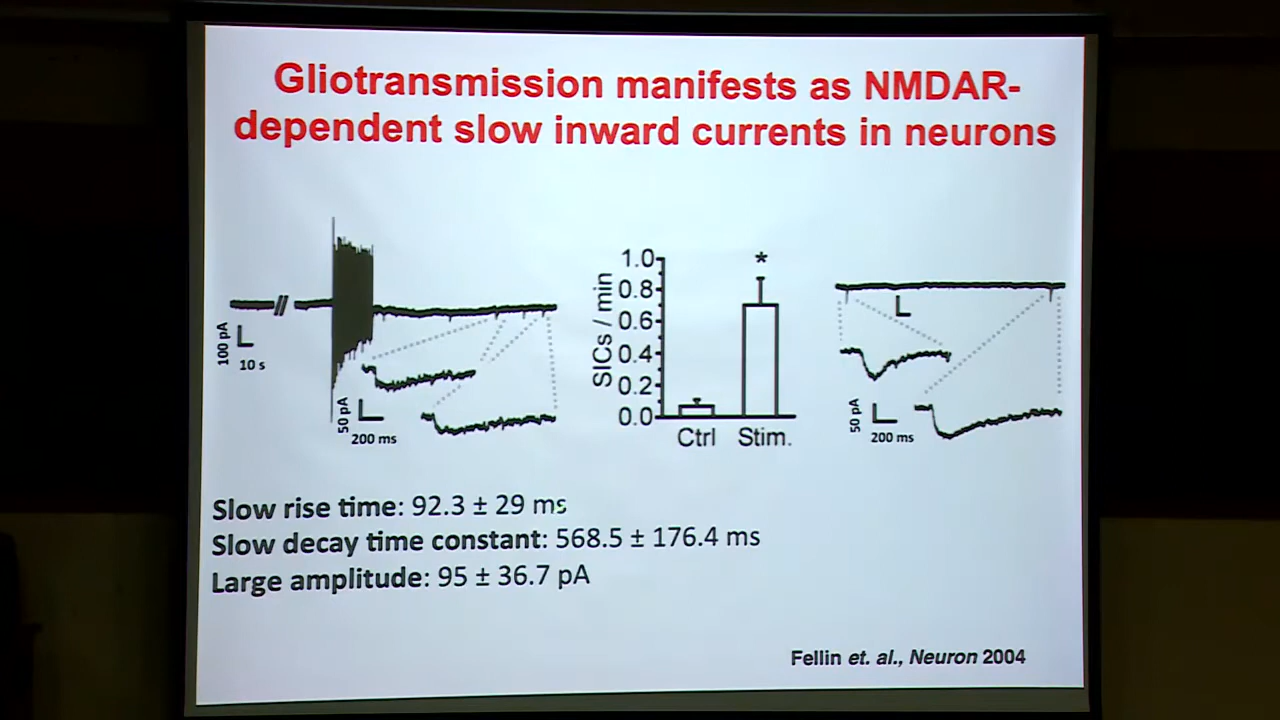 Gliotransmission manifests as NMDAR-
dependent slow inward currents in neurons
100 pA
10 s
50 pA
200 ms
SICs / min
1.0
0.8
0.6
0.4
0.2
0.0
*
Ctrl Stim.
50 pA
200 ms
Slow rise time: 92.3 ± 29 ms
Slow decay time constant: 568.5 ± 176.4 ms
Large amplitude: 95 ± 36.7 pA
Fellin et. al., Neuron 2004